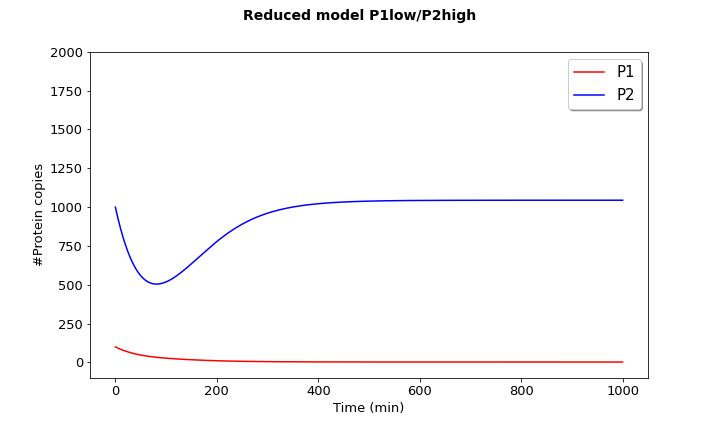 Reduced model P1low/P2high
P1
P2
2000
1750
1500
1250
1000
750
500
250
0
#Protein copies
0 200 400 600 800 1000
Time (min)